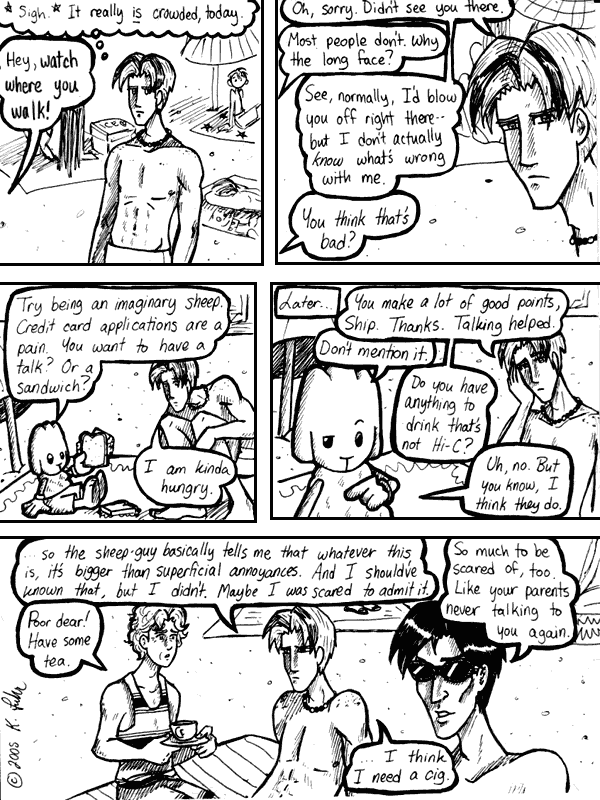 *Sigh.* It really is crowded, today.
Hey, watch
where you
walk!
Oh, sorry. Didn't see you there.
Most people don't. Why
the long face?
See, normally, I'd blow
you off right there--
but I don't actually
know what's wrong
with me.
You think that's
bad?
Try being an imaginary sheep.
Credit card applications are a
pain. You want to have a
talk? Or a
sandwich?
I am kinda
hungry.
Later...
You make a lot of good points,
Ship. Thanks. Talking helped.
Don't mention it.
Do you have
anything to
drink that's
not Hi-C?
Uh, no. But
you know, I
think they do.
... so the sheep-guy basically tells me that whatever this
is, it's bigger than superficial annoyances. And I should've
known that, but I didn't. Maybe I was scared to admit it.
So much to be
scared of, too.
Like your parents
never talking to
you again.
Poor dear!
Have some
tea.
... I think
I need a cig.
© 2005 K.